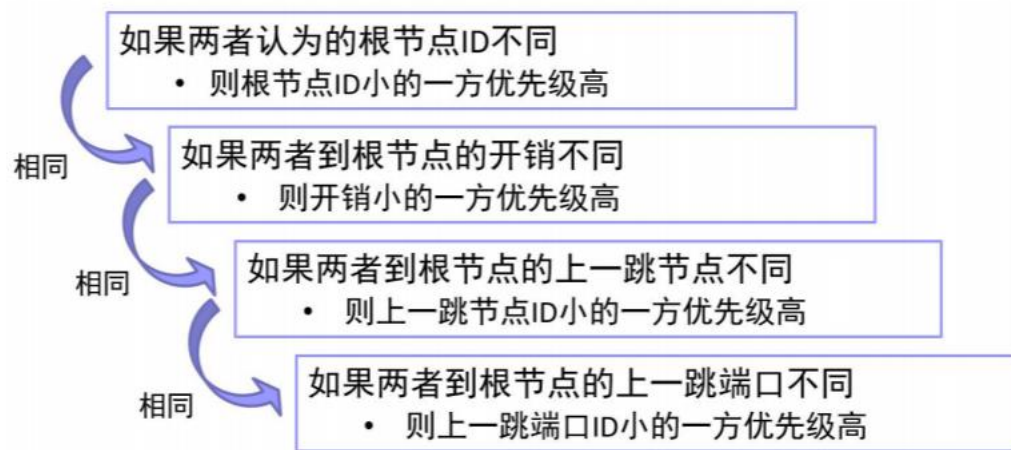 如果两者认为的根节点ID不同
• 则根节点ID小的一方优先级高
相同
如果两者到根节点的开销不同
• 则开销小的一方优先级高
相同
如果两者到根节点的上一跳节点不同
• 则上一跳节点ID小的一方优先级高
相同
如果两者到根节点的上一跳端口不同
• 则上一跳端口ID小的一方优先级高